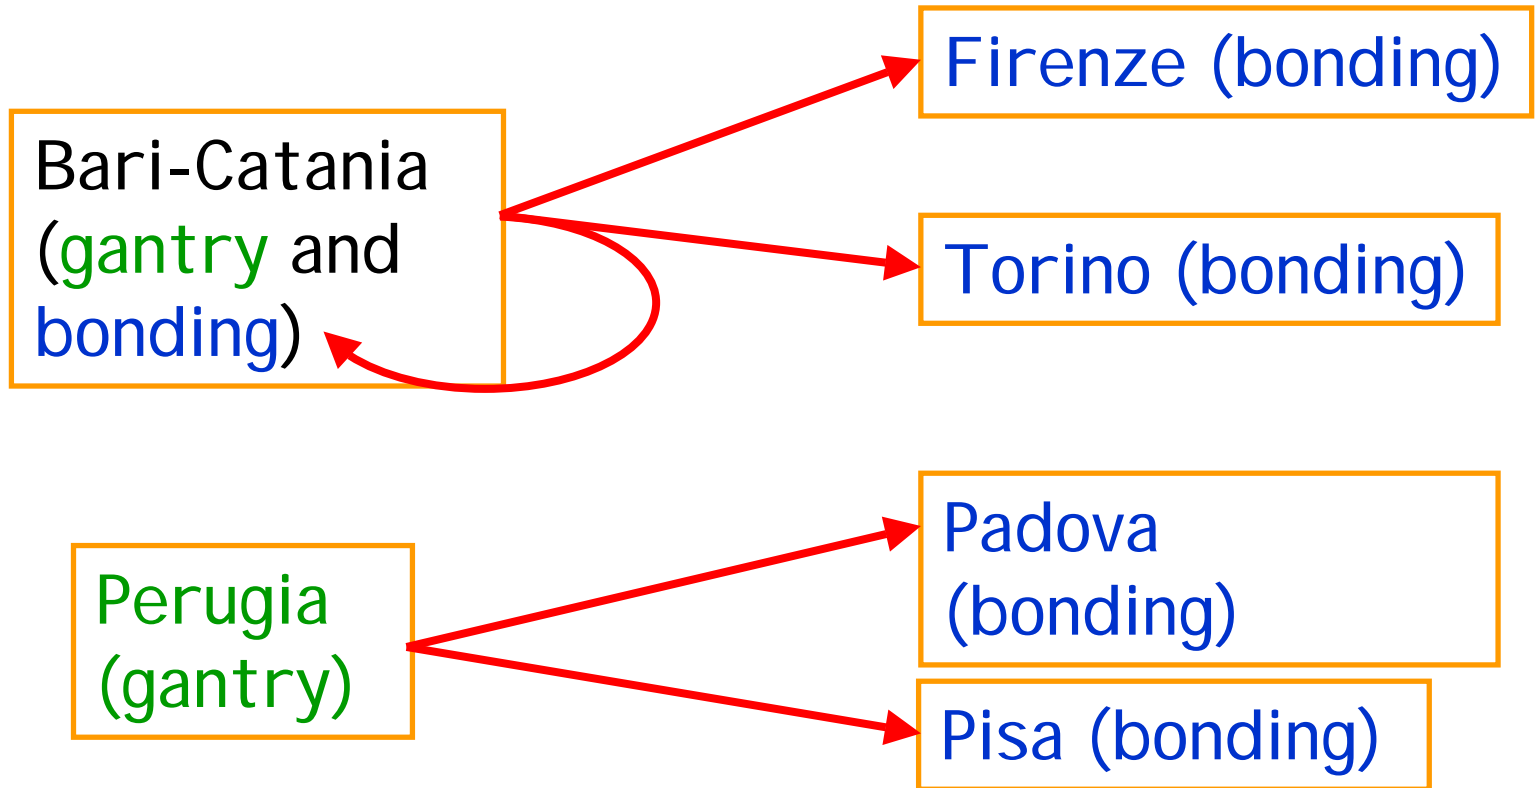 Bari-Catania
(gantry and
bonding)
Firenze (bonding)
Torino (bonding)
Perugia
(gantry)
Padova
(bonding)
Pisa (bonding)